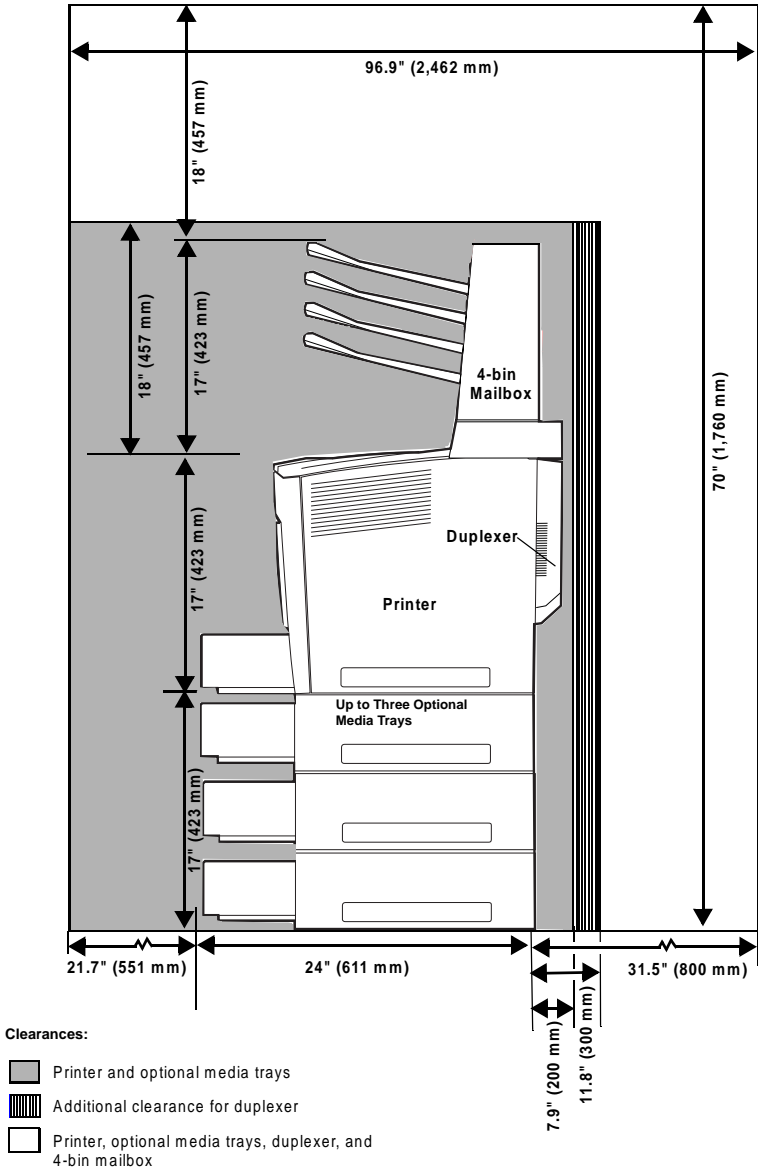 96.9" (2,462 mm)
18" (457 mm)
18" (457 mm)
17" (423 mm)
4-bin
Mailbox
70" (1,760 mm)
17" (423 mm)
Duplexer
Printer
Up to Three Optional
Media Trays
17" (423 mm)
21.7" (551 mm)
24" (611 mm)
31.5" (800 mm)
7.9" (200 mm)
11.8" (300 mm)
Clearances:
Printer and optional media trays
Additional clearance for duplexer
Printer, optional media trays, duplexer, and
4-bin mailbox